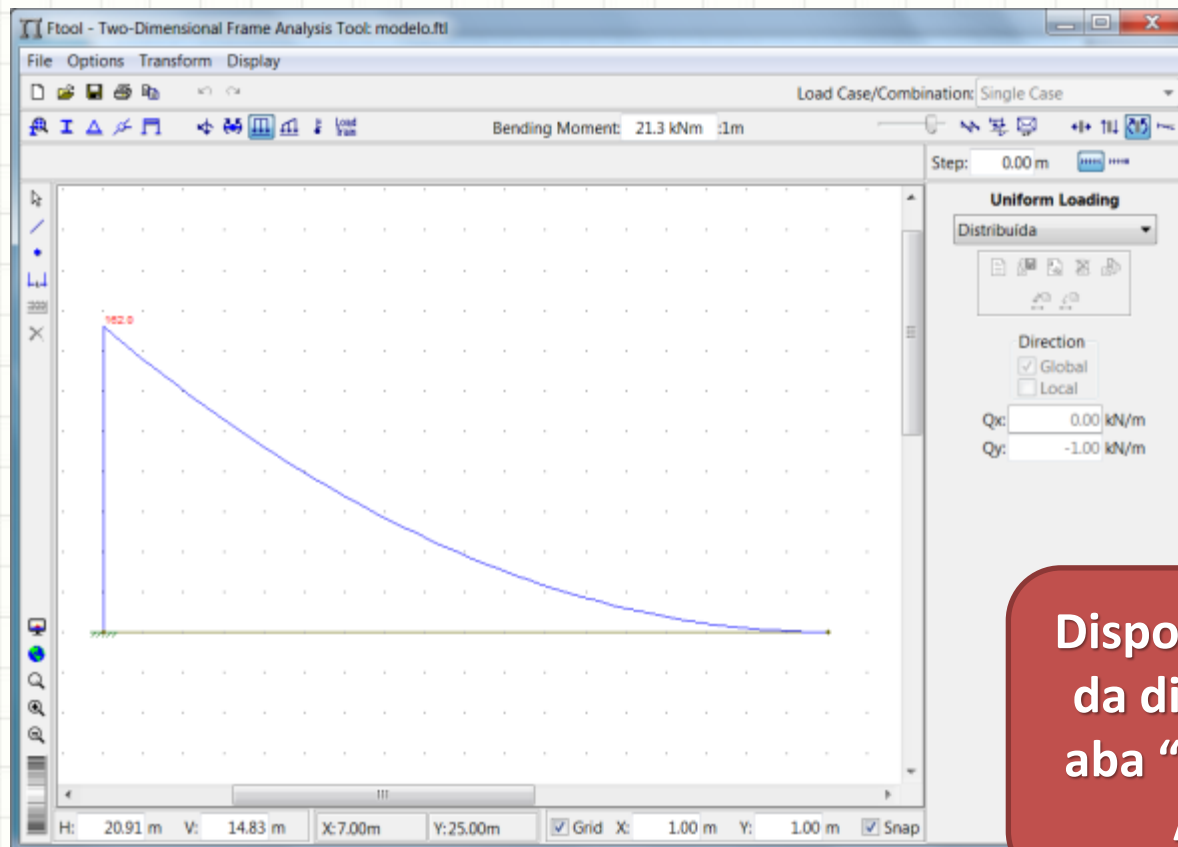 Ftool - Two-Dimensional Frame Analysis Tool: modelo.ftl
File Options Transform Display
Load Case/Combination: Single Case
Load Train
Bending Moment: 21.3 kNm :1m
Step: 0.00 m
Uniform Loading
Distribuída
162.0
Direction
Global
Local
Qx: 0.00 kN/m
Qy: -1.00 kN/m
Dispo
da di
aba “
H: 20.91 m V: 14.83 m X:7.00m Y:25.00m Grid X: 1.00 m Y: 1.00 m Snap